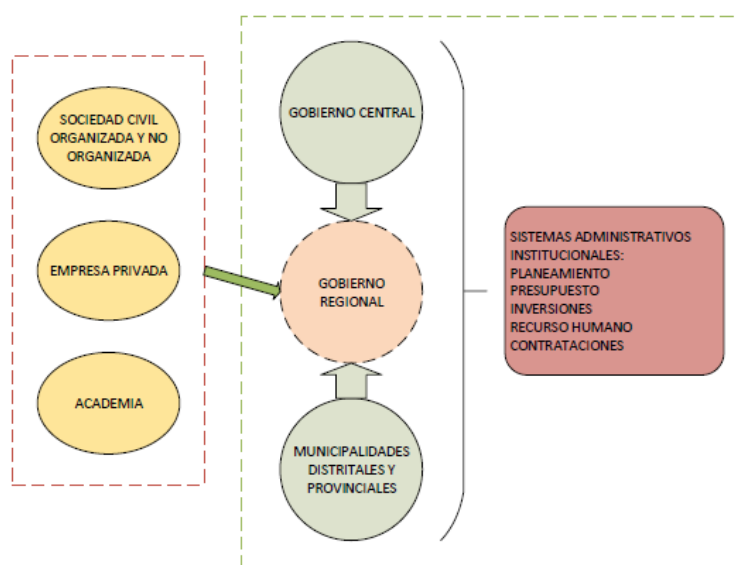 SOCIEDAD CIVIL
ORGANIZADA Y NO
ORGANIZADA
EMPRESA PRIVADA
ACADEMIA
GOBIERNO CENTRAL
GOBIERNO
REGIONAL
MUNICIPALIDADES
DISTRITALES Y
PROVINCIALES
SISTEMAS ADMINISTRATIVOS
INSTITUCIONALES:
PLANEAMIENTO
PRESUPUESTO
INVERSIONES
RECURSO HUMANO
CONTRATACIONES